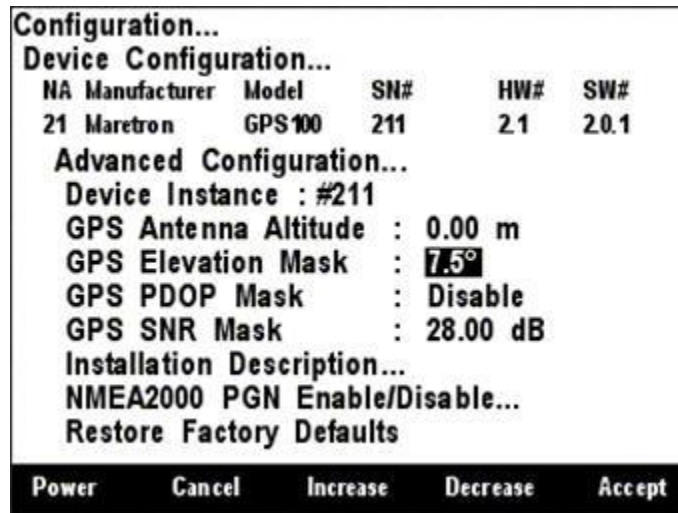 Configuration...
Device Configuration...
NA Manufacturer Model SN# HW# SW#
21 Maretron GPS100 211 2.1 2.0.1
Advanced Configuration...
Device Instance : #211
GPS Antenna Altitude : 0.00 m
GPS Elevation Mask : 7.5°
GPS PDOP Mask : Disable
GPS SNR Mask : 28.00 dB
Installation Description...
NMEA2000 PGN Enable/Disable...
Restore Factory Defaults
Power Cancel Increase Decrease Accept